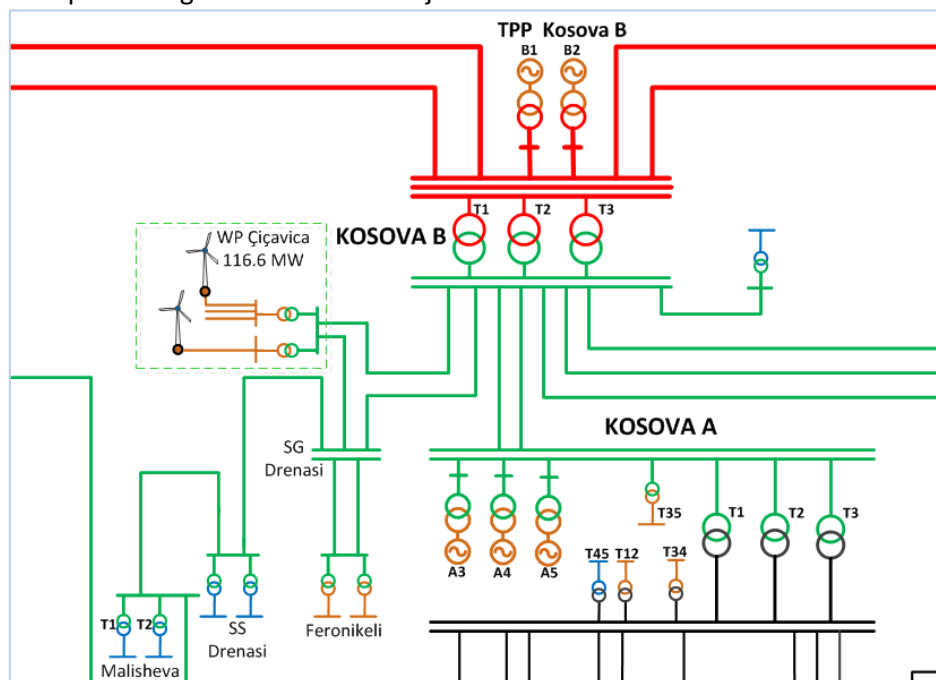 TPP Kosova B
B1 B2
T1 T2 T3
KOSOVA B
WP Çiçavica
116.6 MW
KOSOVA A
SG
Drenasi
T35
T1 T2 T3
A3 A4 A5
T45 T12 T34
T1 T2
SS
Drenasi
Feronikeli
Malisheva